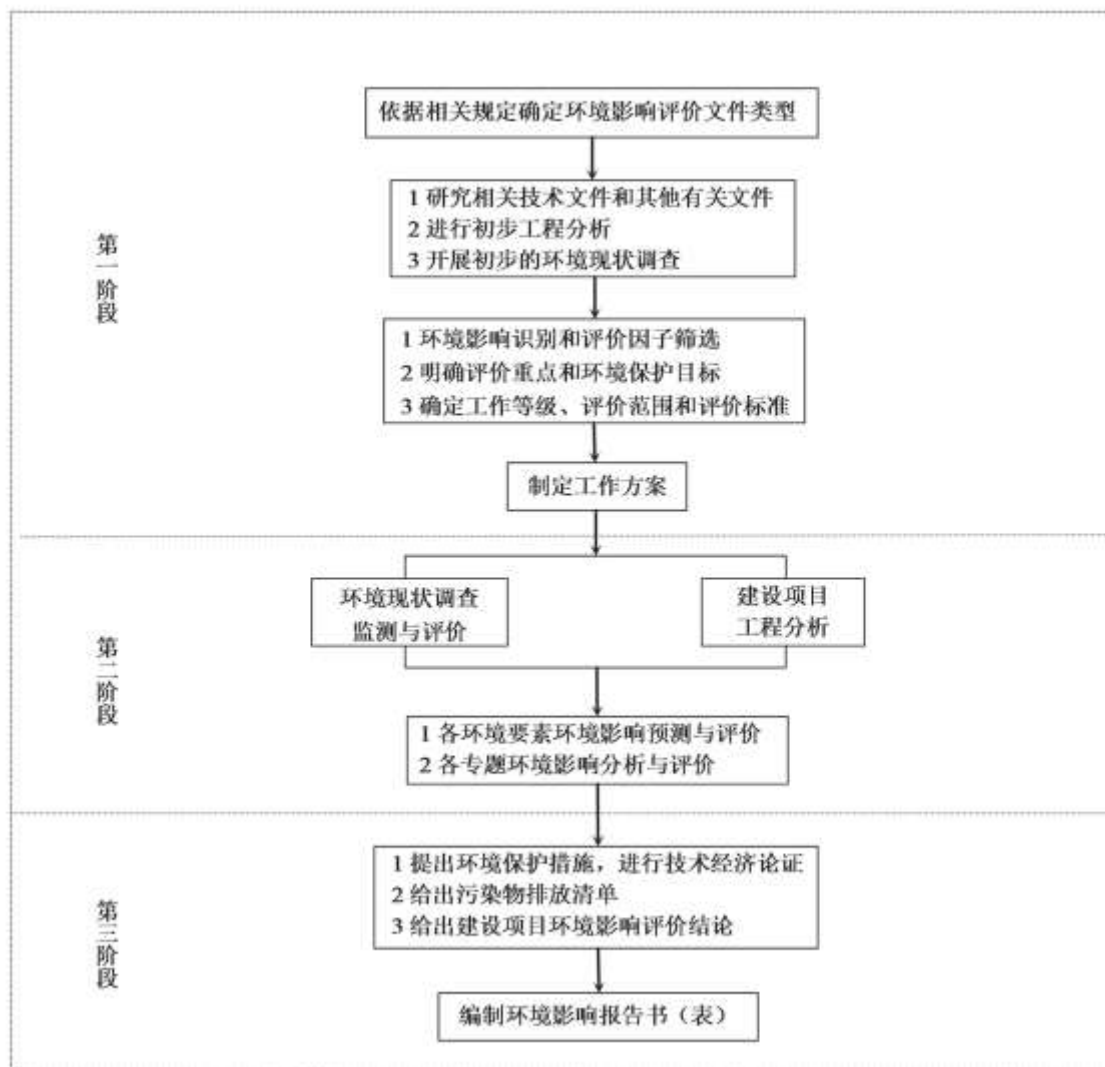 依据相关规定确定环境影响评价文件类型
1 研究相关技术文件和其他有关文件
2 进行初步工程分析
3 开展初步的环境现状调查
第一阶段
1 环境影响识别和评价因子筛选
2 明确评价重点和环境保护目标
3 确定工作等级、评价范围和评价标准
制定工作方案
环境现状调查
监测与评价
建设项目
工程分析
第二阶段
1 各环境要素环境影响预测与评价
2 各专题环境影响分析与评价
1 提出环境保护措施，进行技术经济论证
2 给出污染物排放清单
3 给出建设项目环境影响评价结论
第三阶段
编制环境影响报告书（表）